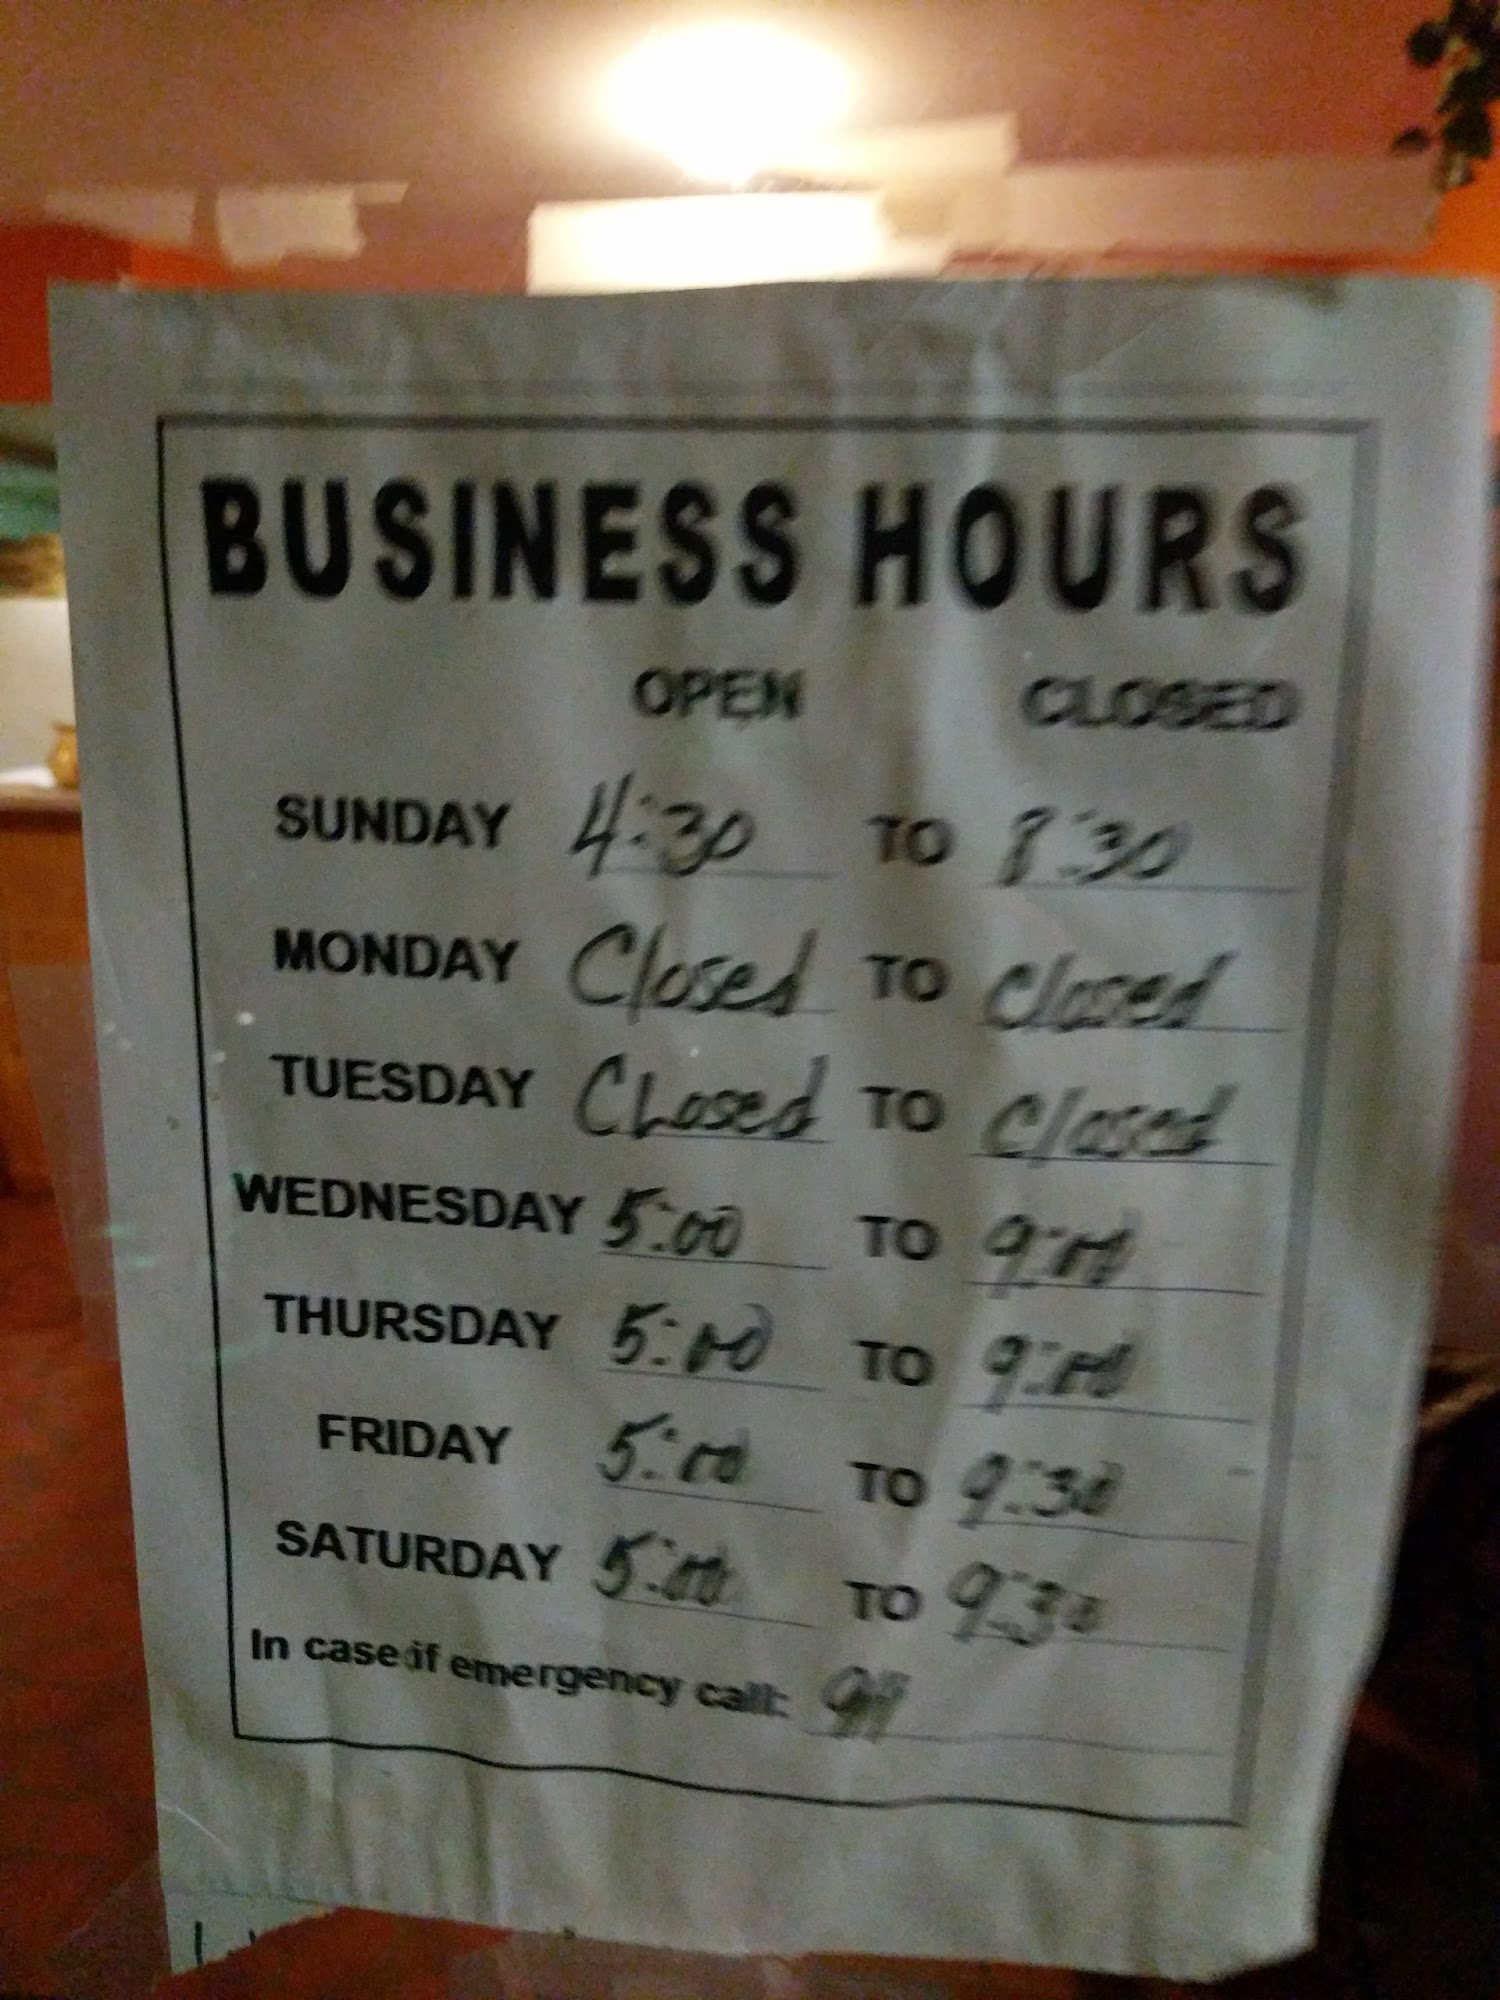 BUSINESS HOURS
OPEN CLOSED
SUNDAY 4:30 TO 8:30
MONDAY Closed TO Closed
TUESDAY CLosed TO Closed
WEDNESDAY 5:00 TO 9:00
THURSDAY 5:00 TO 9:00
FRIDAY 5:00 TO 9:30
SATURDAY 5:00 TO 9:30
In case if emergency call: 911